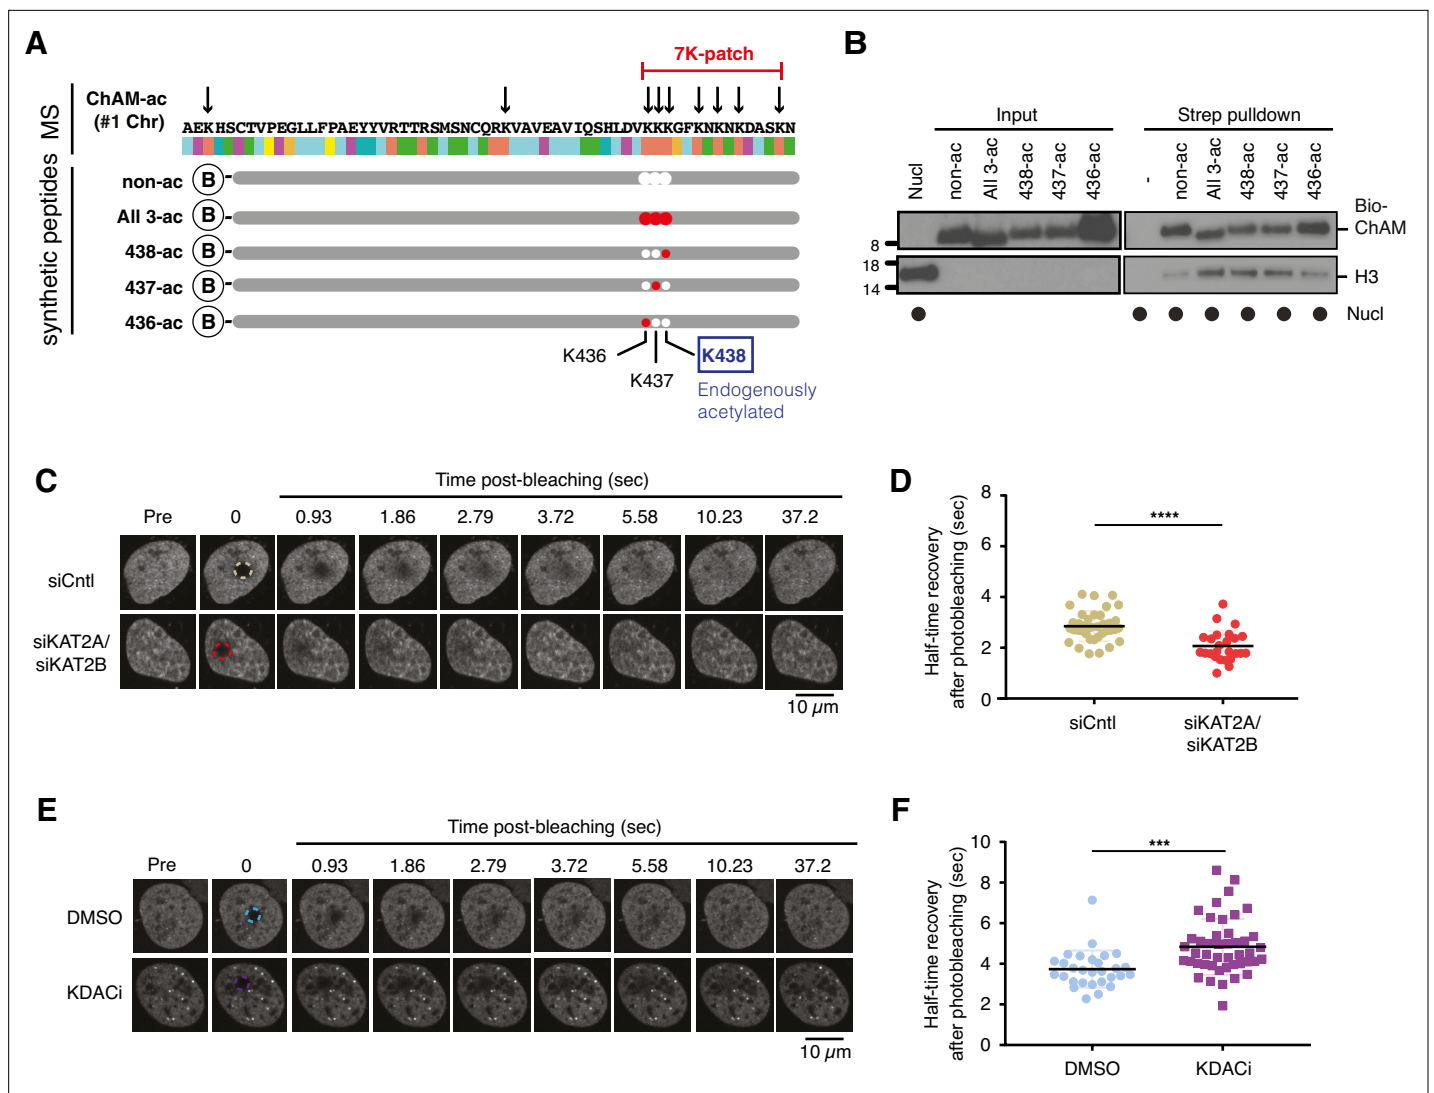 A
7K-patch
MS
ChAM-ac
(#1 Chr)
AEKHSCTVPEGLLFPAEYYVRTTRSMSNCQRKVAVEAVIQSHLDVKKKGFKNKNKDASKN
synthetic peptides
non-ac
B
All 3-ac
B
438-ac
B
437-ac
B
436-ac
B
K436
K437
K438
Endogenously
acetylated
B
Input
Strep pulldown
Nucl
non-ac
All 3-ac
438-ac
437-ac
436-ac
-
non-ac
All 3-ac
438-ac
437-ac
436-ac
8
Bio-
ChAM
18
14
H3
Nucl
C
Time post-bleaching (sec)
Pre 0 0.93 1.86 2.79 3.72 5.58 10.23 37.2
siCntl
siKAT2A/
siKAT2B
10 µm
D
Half-time recovery
after photobleaching (sec)
8
6
4
2
0
****
siCntl
siKAT2A/
siKAT2B
E
Time post-bleaching (sec)
Pre 0 0.93 1.86 2.79 3.72 5.58 10.23 37.2
DMSO
KDACi
10 µm
F
Half-time recovery
after photobleaching (sec)
10
8
6
4
2
0
***
DMSO
KDACi